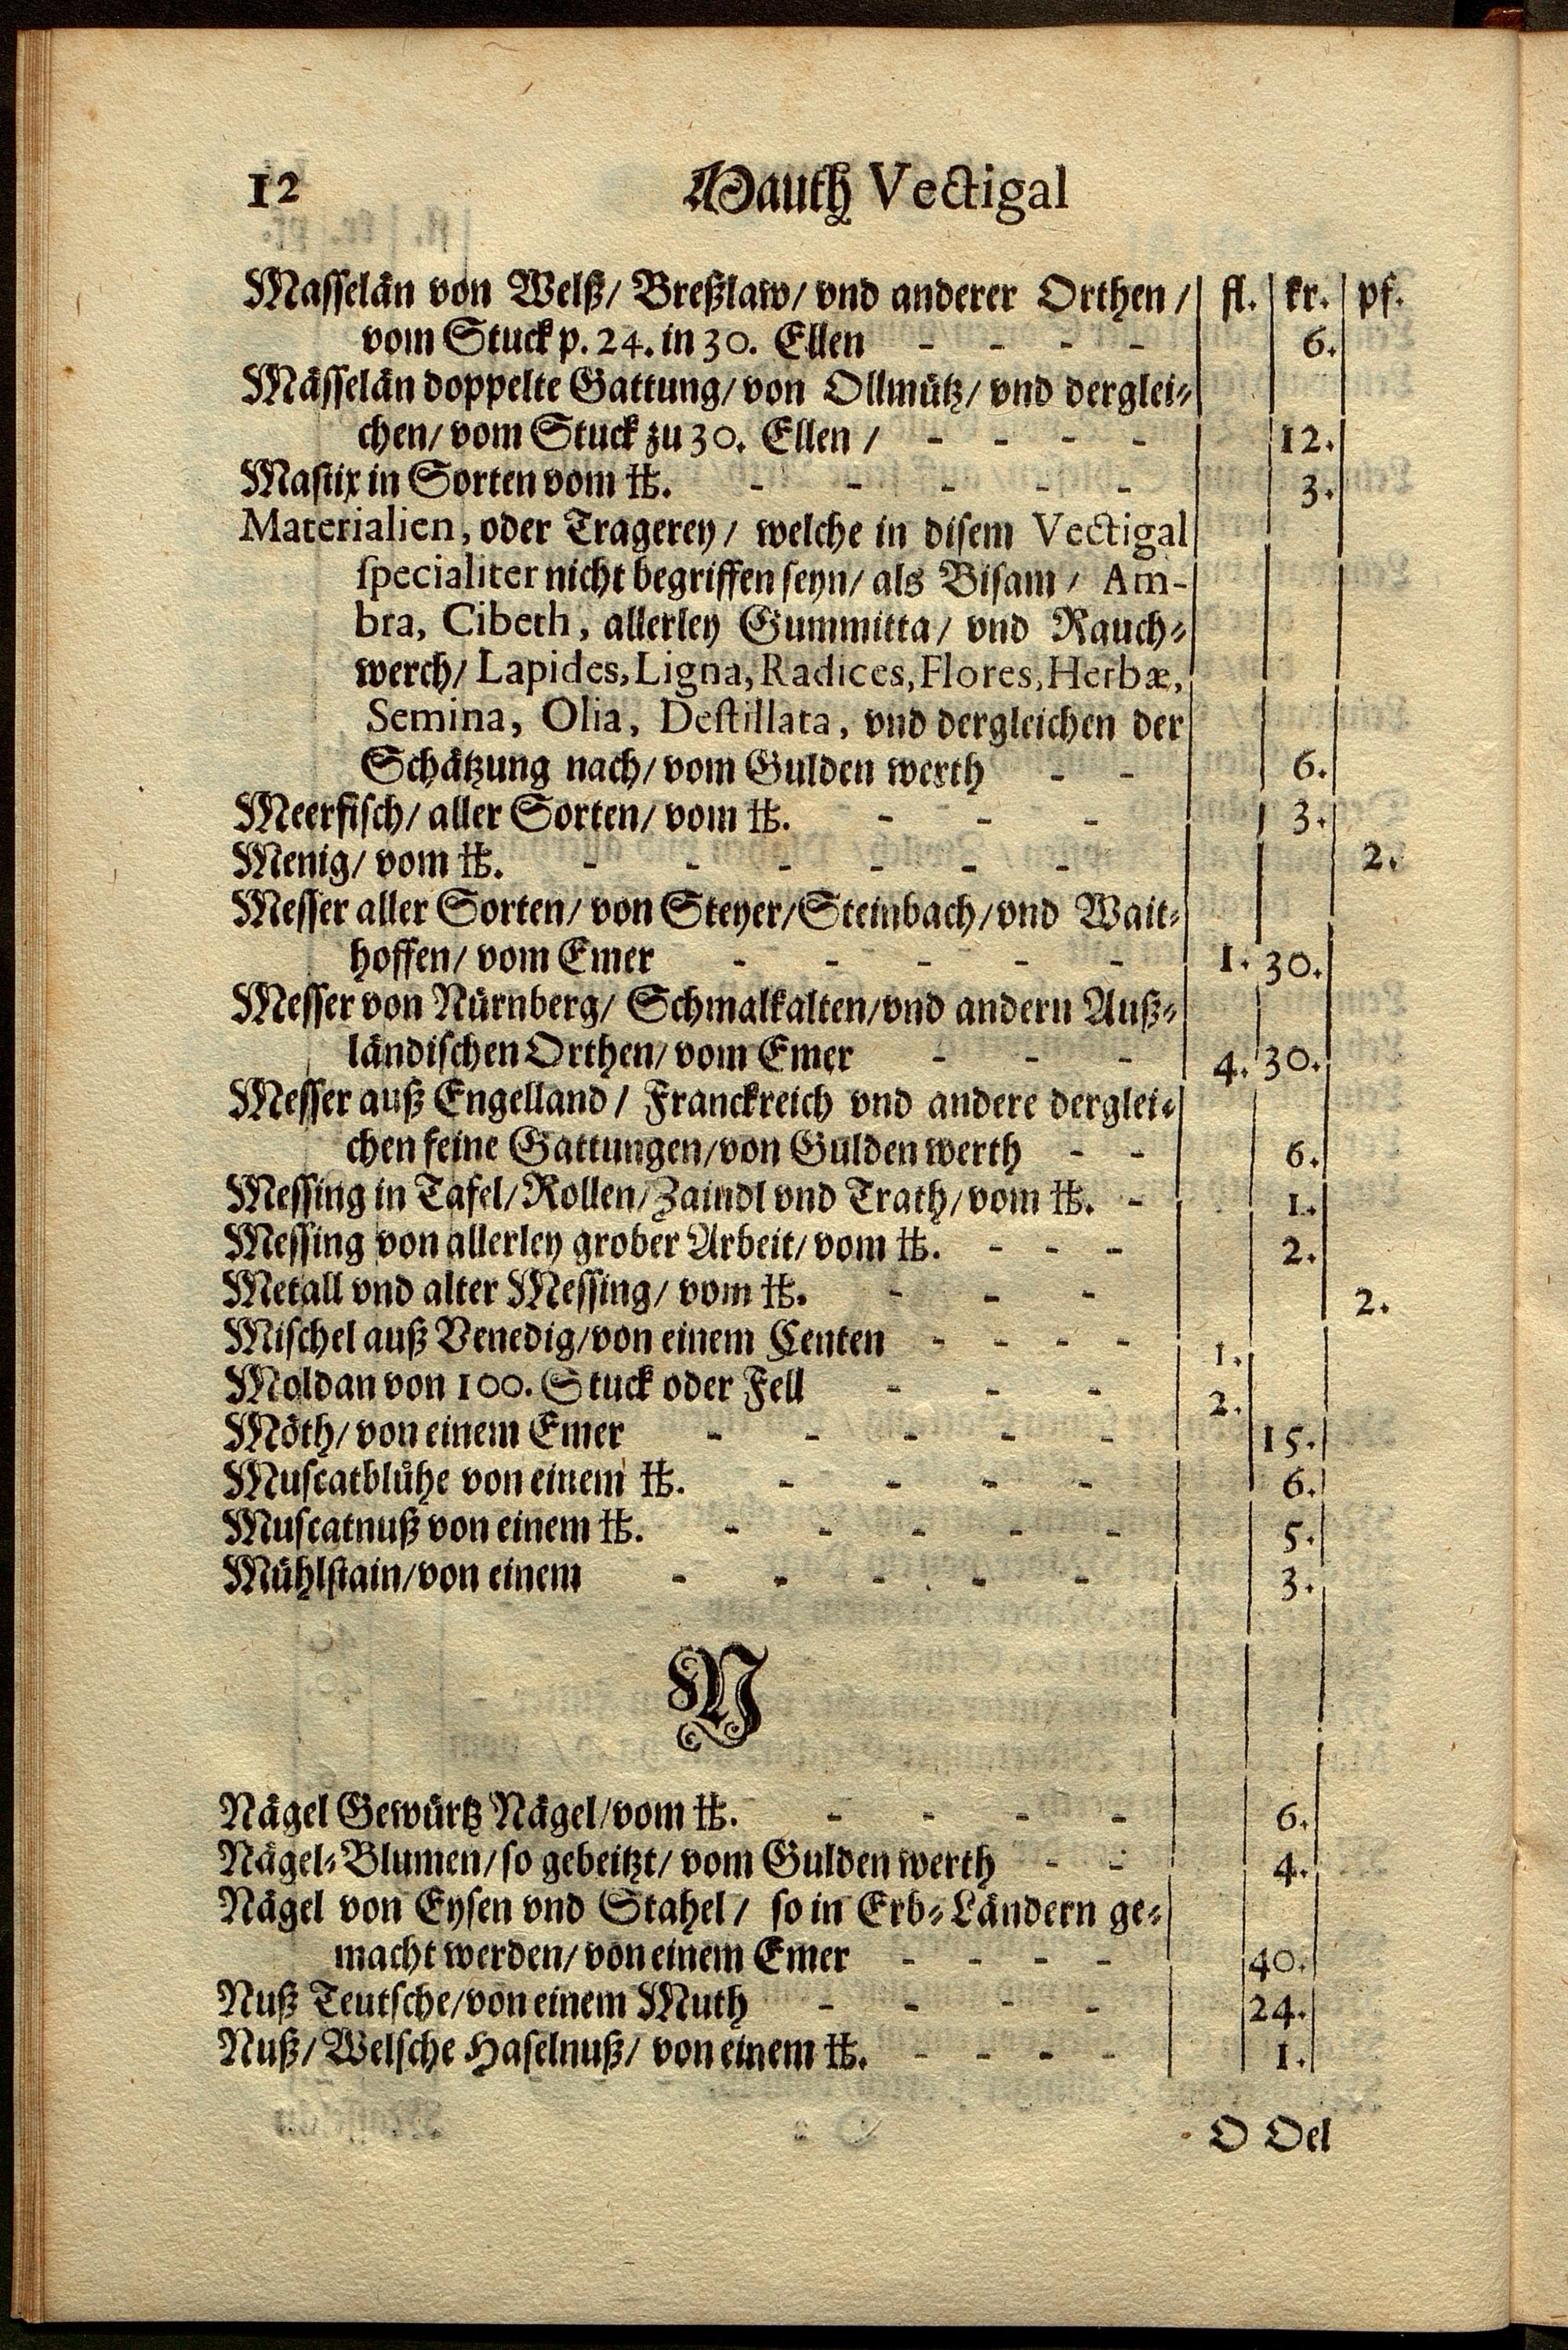 12 Mauth Vectigal
Masselän von Welß/ Breßlaw/ vnd anderer Orthen / fl. kr. pf.
vom Stuck p. 24. in 30. Ellen - - - - 6.
Mässelän doppelte Gattung/ von Ollmütz/ vnd derglei-
chen/ vom Stuck zu 30. Ellen / - - - - 12.
Mastix in Sorten vom ℔. - - - - - 3.
Materialien, oder Tragerey/ welche in disem Vectigal
specialiter nicht begriffen seyn/ als Bisam / Am-
bra, Cibeth, allerley Gummitta/ vnd Rauch-
werch/ Lapides, Ligna, Radices, Flores, Herbæ,
Semina, Olia, Destillata, vnd dergleichen der
Schätzung nach/ vom Gulden werth - - 6.
Meerfisch/ aller Sorten/ vom ℔. - - - 3.
Menig/ vom ℔. - - - - - - 2.
Messer aller Sorten/ von Steyer/ Steinbach/ vnd Wait-
hoffen/ vom Emer - - - - - 1. 30.
Messer von Nürnberg/ Schmalkalten/ vnd andern Auß-
ländischen Orthen/ vom Emer - - - 4. 30.
Messer auß Engelland / Franckreich vnd andere derglei-
chen feine Gattungen/ von Gulden werth - - 6.
Messing in Tafel/ Rollen/ Zaindl vnd Trath/ vom ℔. - 1.
Messing von allerley grober Arbeit/ vom ℔. - - - 2.
Metall vnd alter Messing/ vom ℔. - - - 2.
Mischel auß Venedig/ von einem Centen - - - - 1.
Moldan von 100. Stuck oder Fell - - - 2.
Möth/ von einem Emer - - - - - 15.
Muscatblühe von einem ℔. - - - - 6.
Muscatnuß von einem ℔. - - - - - 5.
Mühlstain/ von einem - - - - - 3.
N
Nägel Gewürtz Nägel/ vom ℔. - - - - 6.
Nägel-Blumen/ so gebeitzt/ vom Gulden werth - - 4.
Nägel von Eysen vnd Stahel / so in Erb-Ländern ge-
macht werden/ von einem Emer - - - - 40.
Nuß Teutsche/ von einem Muth - - - - 24.
Nuß/ Welsche Haselnuß/ von einem ℔. - - - - 1.
O Oel